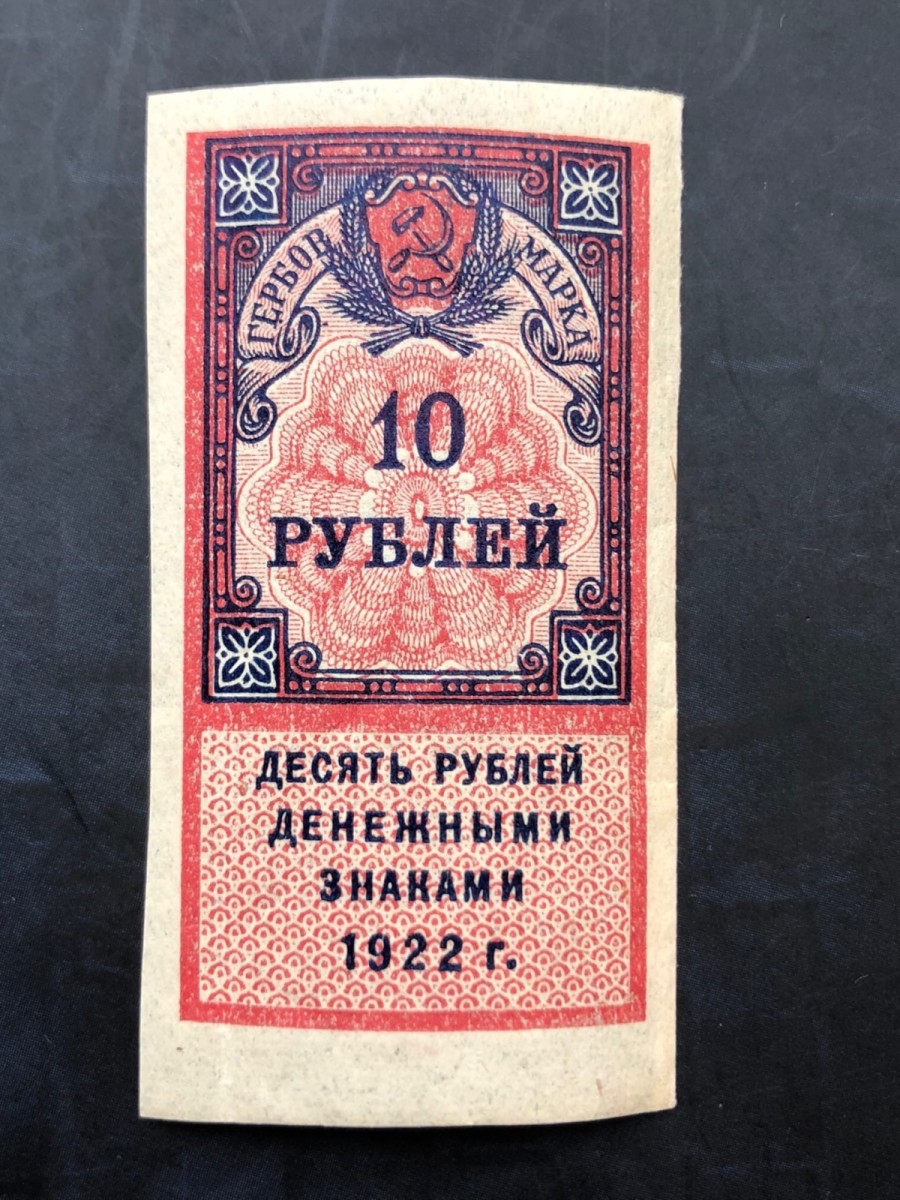 ГЕРБОВ МАРКА
10
РУБЛЕЙ
ДЕСЯТЬ РУБЛЕЙ
ДЕНЕЖНЫМИ
ЗНАКАМИ
1922 г.